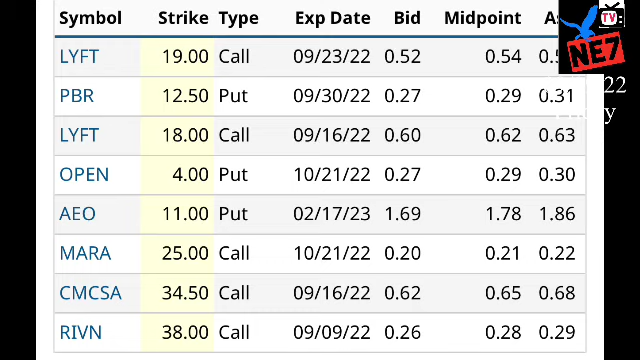 Symbol Strike Type Exp Date Bid Midpoint
LYFT 19.00 Call 09/23/22 0.52 0.54
PBR 12.50 Put 09/30/22 0.27 0.29 0.31
LYFT 18.00 Call 09/16/22 0.60 0.62 0.63
OPEN 4.00 Put 10/21/22 0.27 0.29 0.30
AEO 11.00 Put 02/17/23 1.69 1.78 1.86
MARA 25.00 Call 10/21/22 0.20 0.21 0.22
CMCSA 34.50 Call 09/16/22 0.62 0.65 0.68
RIVN 38.00 Call 09/09/22 0.26 0.28 0.29
TV
NE7